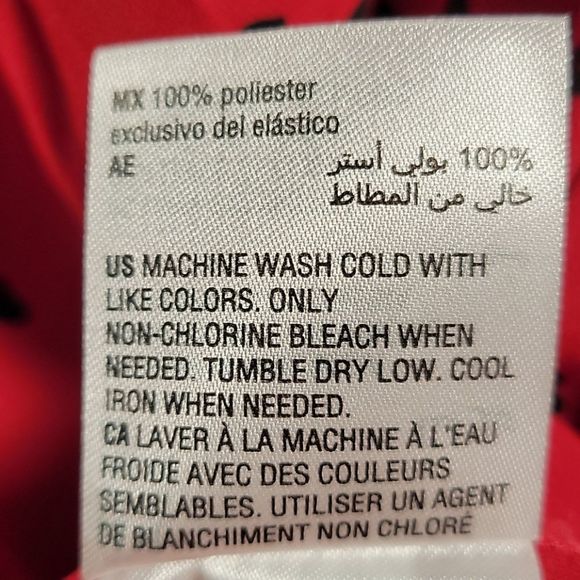 MX 100% poliester
exclusivo del elástico
AE
100% بولي أستر
خالي من المطاط
US MACHINE WASH COLD WITH
LIKE COLORS. ONLY
NON-CHLORINE BLEACH WHEN
NEEDED. TUMBLE DRY LOW. COOL
IRON WHEN NEEDED.
CA LAVER À LA MACHINE À L'EAU
FROIDE AVEC DES COULEURS
SEMBLABLES. UTILISER UN AGENT
DE BLANCHIMENT NON CHLORÉ